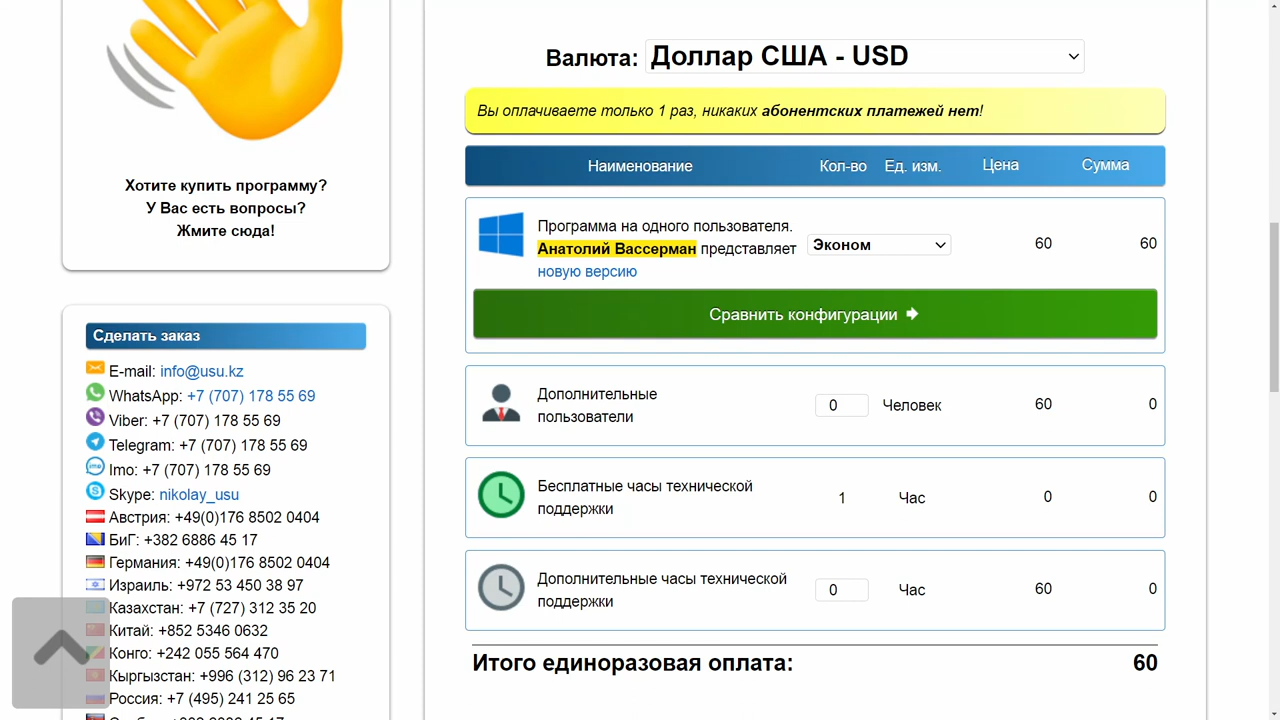 Хотите купить программу?
У Вас есть вопросы?
Жмите сюда!
Сделать заказ
E-mail: info@usu.kz
WhatsApp: +7 (707) 178 55 69
Viber: +7 (707) 178 55 69
Telegram: +7 (707) 178 55 69
Imo: +7 (707) 178 55 69
Skype: nikolay_usu
Австрия: +49(0)176 8502 0404
БиГ: +382 6886 45 17
Германия: +49(0)176 8502 0404
Израиль: +972 53 450 38 97
Казахстан: +7 (727) 312 35 20
Китай: +852 5346 0632
Конго: +242 055 564 470
Кыргызстан: +996 (312) 96 23 71
Россия: +7 (495) 241 25 65
Валюта: Доллар США - USD
Вы оплачиваете только 1 раз, никаких абонентских платежей нет!
Наименование Кол-во Ед. изм. Цена Сумма
Программа на одного пользователя.
Анатолий Вассерман представляет
новую версию
Эконом 60 60
Сравнить конфигурации
Дополнительные
пользователи
0 Человек 60 0
Бесплатные часы технической
поддержки
1 Час 0 0
Дополнительные часы технической
поддержки
0 Час 60 0
Итого единоразовая оплата: 60